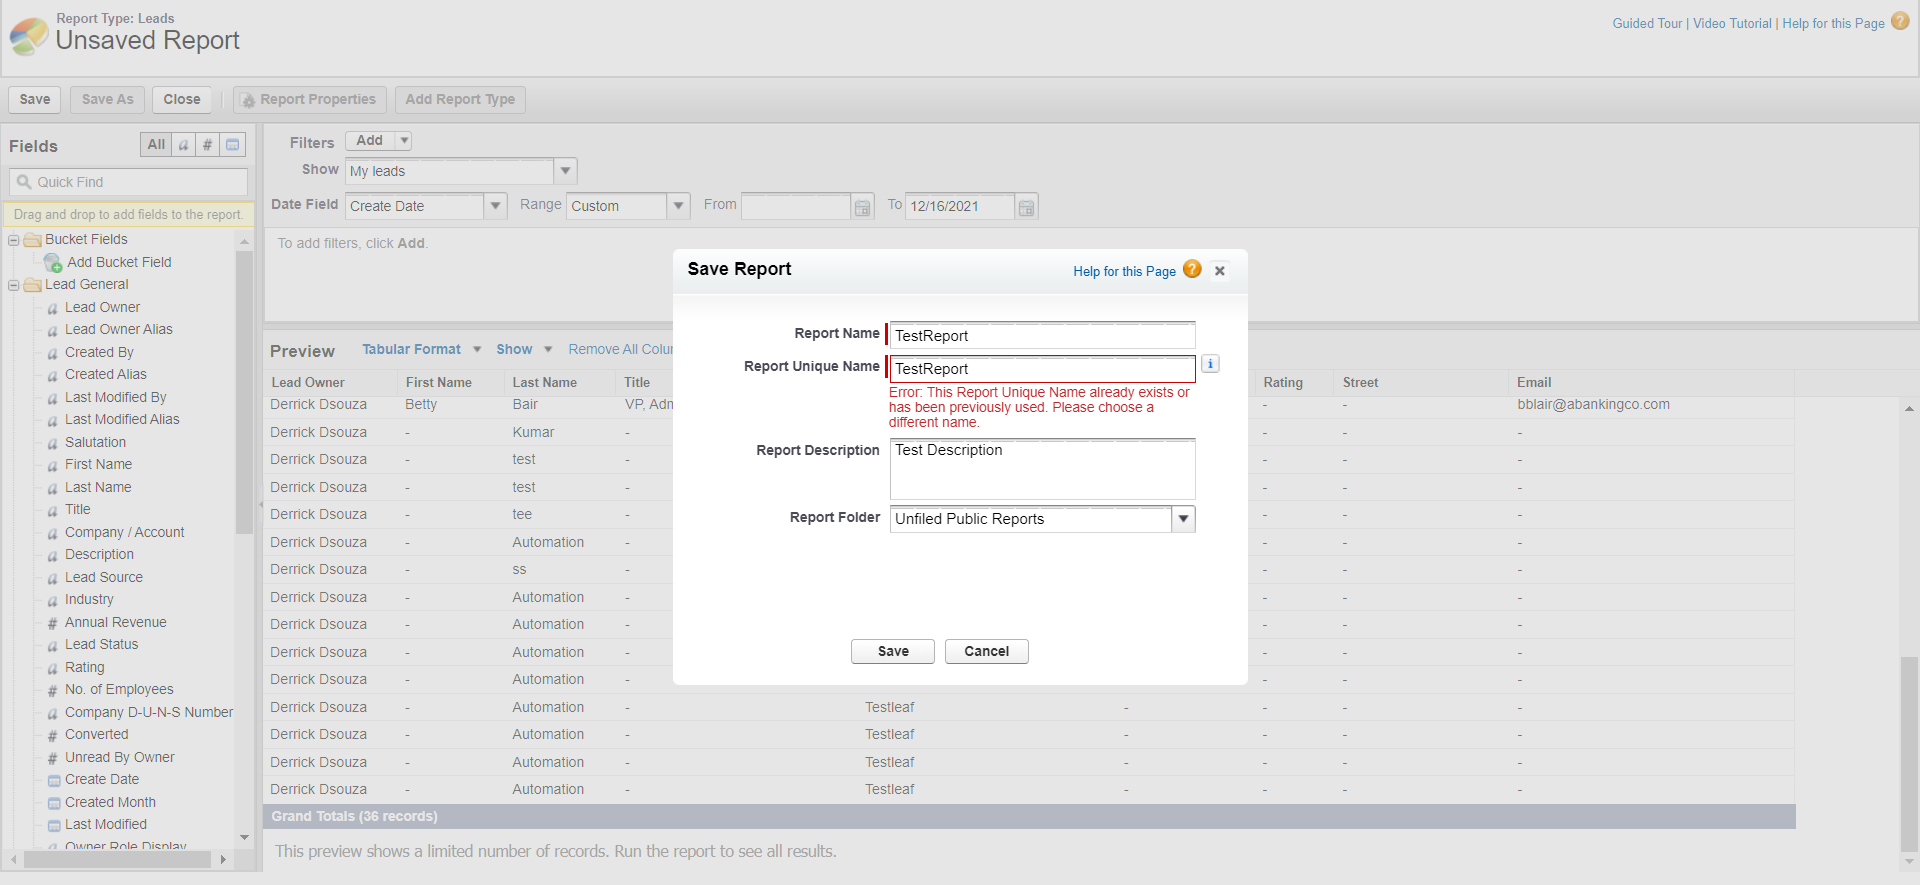 Report Type: Leads
Unsaved Report
Guided Tour | Video Tutorial | Help for this Page ?
Save Save As Close Report Properties Add Report Type
Fields All a #
Quick Find
Drag and drop to add fields to the report.
Bucket Fields
Add Bucket Field
Lead General
a Lead Owner
a Lead Owner Alias
a Created By
a Created Alias
a Last Modified By
a Last Modified Alias
a Salutation
a First Name
a Last Name
a Title
a Company / Account
a Description
a Lead Source
a Industry
# Annual Revenue
a Lead Status
a Rating
# No. of Employees
a Company D-U-N-S Number
# Converted
# Unread By Owner
Create Date
Created Month
Last Modified
Owner Role Display
Filters Add
Show My leads
Date Field Create Date Range Custom From To 12/16/2021
To add filters, click Add.
Preview Tabular Format Show Remove All Colu
Lead Owner First Name Last Name Title Rating Street Email
Derrick Dsouza Betty Bair VP, Adm - - bblair@abankingco.com
Derrick Dsouza - Kumar - - - -
Derrick Dsouza - test - - - -
Derrick Dsouza - test - - - -
Derrick Dsouza - tee - - - -
Derrick Dsouza - Automation - - - -
Derrick Dsouza - ss - - - -
Derrick Dsouza - Automation - - - -
Derrick Dsouza - Automation - - - -
Derrick Dsouza - Automation - - - -
Derrick Dsouza - Automation - - - -
Derrick Dsouza - Automation - Testleaf - - - -
Derrick Dsouza - Automation - Testleaf - - - -
Derrick Dsouza - Automation - Testleaf - - - -
Derrick Dsouza - Automation - Testleaf - - - -
Grand Totals (36 records)
This preview shows a limited number of records. Run the report to see all results.
Save Report Help for this Page ?
Report Name TestReport
Report Unique Name TestReport i
Error: This Report Unique Name already exists or
has been previously used. Please choose a
different name.
Report Description Test Description
Report Folder Unfiled Public Reports
Save Cancel